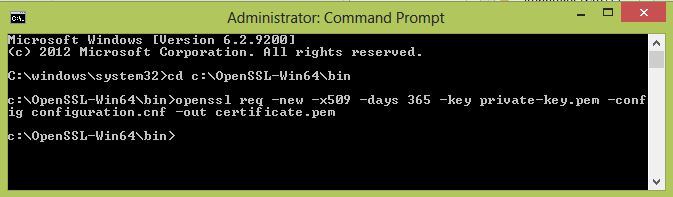 Administrator: Command Prompt
Microsoft Windows [Version 6.2.9200]
(c) 2012 Microsoft Corporation. All rights reserved.
C:\windows\system32>cd c:\OpenSSL-Win64\bin
c:\OpenSSL-Win64\bin>openssl req -new -x509 -days 365 -key private-key.pem -conf
ig configuration.cnf -out certificate.pem
c:\OpenSSL-Win64\bin>